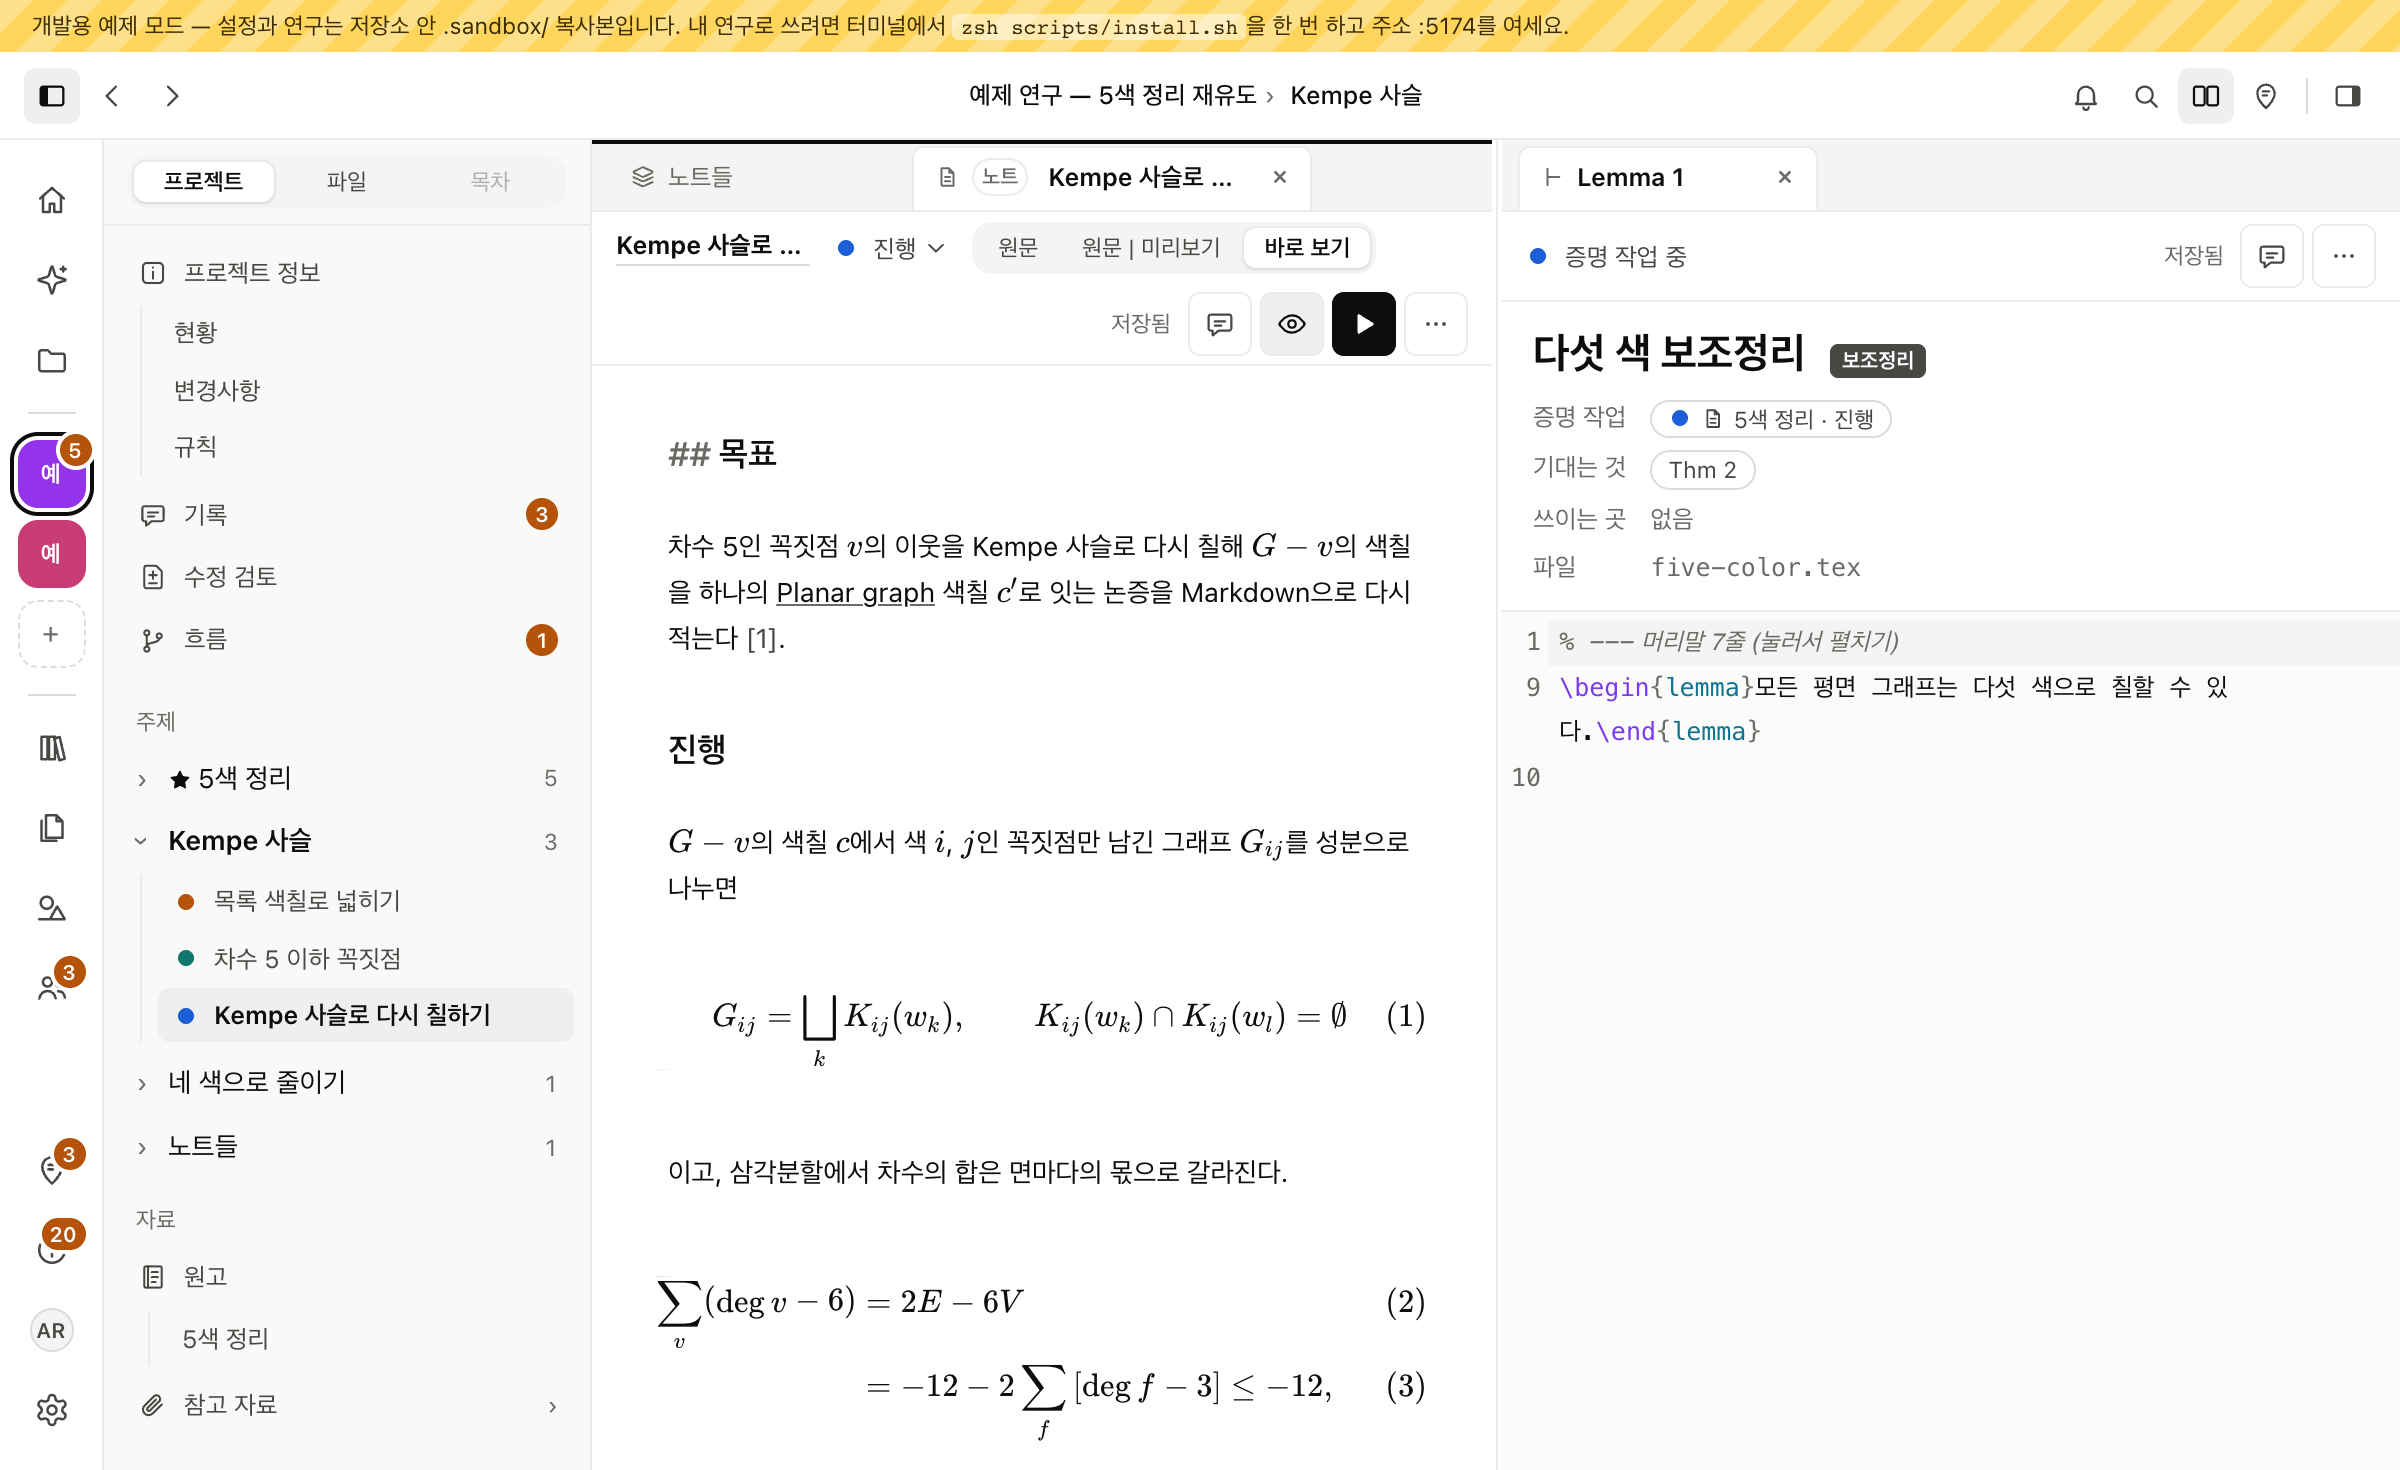 개발용 예제 모드 — 설정과 연구는 저장소 안 .sandbox/ 복사본입니다. 내 연구로 쓰려면 터미널에서 zsh scripts/install.sh을 한 번 하고 주소 :5174를 여세요.
예제 연구 — 5색 정리 재유도 › Kempe 사슬
예
5
예
+
3
3
20
AR
프로젝트 파일 목차
프로젝트 정보
현황
변경사항
규칙
기록 3
수정 검토
흐름 1
주제
› ★ 5색 정리 5
Kempe 사슬 3
목록 색칠로 넓히기
차수 5 이하 꼭짓점
Kempe 사슬로 다시 칠하기
› 네 색으로 줄이기 1
› 노트들 1
자료
원고
5색 정리
참고 자료 ›
노트들
노트 Kempe 사슬로 ... ×
Kempe 사슬로 ... 진행 원문 원문 | 미리보기 바로 보기
저장됨 ...
## 목표
차수 5인 꼭짓점 v의 이웃을 Kempe 사슬로 다시 칠해 G − v의 색칠
을 하나의 Planar graph 색칠 c′로 잇는 논증을 Markdown으로 다시
적는다 [1].
진행
G − v의 색칠 c에서 색 i, j인 꼭짓점만 남긴 그래프 G_{ij}를 성분으로
나누면
G_{ij} = ⨆_k K_{ij}(w_k), K_{ij}(w_k) ∩ K_{ij}(w_l) = ∅ (1)
이고, 삼각분할에서 차수의 합은 면마다의 몫으로 갈라진다.
∑_v (deg v − 6) = 2E − 6V (2)
= −12 − 2 ∑_f [deg f − 3] ≤ −12, (3)
⊢ Lemma 1 ×
증명 작업 중 저장됨 ...
다섯 색 보조정리 보조정리
증명 작업 5색 정리 · 진행
기대는 것 Thm 2
쓰이는 곳 없음
파일 five-color.tex
1 % ––– 머리말 7줄 (눌러서 펼치기)
9 \begin{lemma}모든 평면 그래프는 다섯 색으로 칠할 수 있
다.\end{lemma}
10